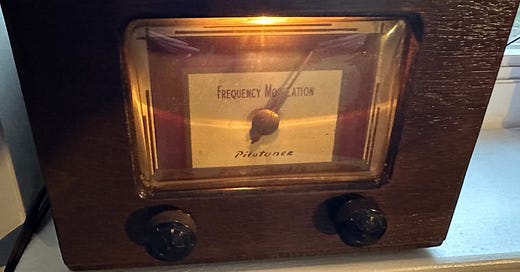 FREQUENCY MODULATION
Pilotuner